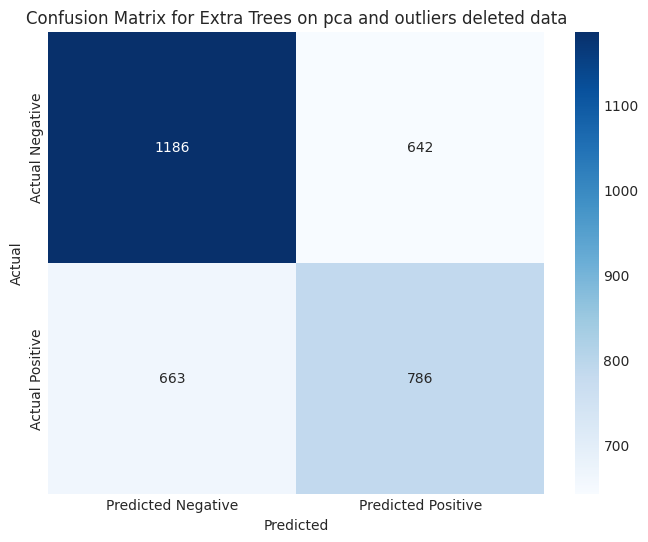 Confusion Matrix for Extra Trees on pca and outliers deleted data
Actual
Actual Negative
Actual Positive
1186
642
663
786
Predicted Negative
Predicted Positive
Predicted
1100
1000
900
800
700